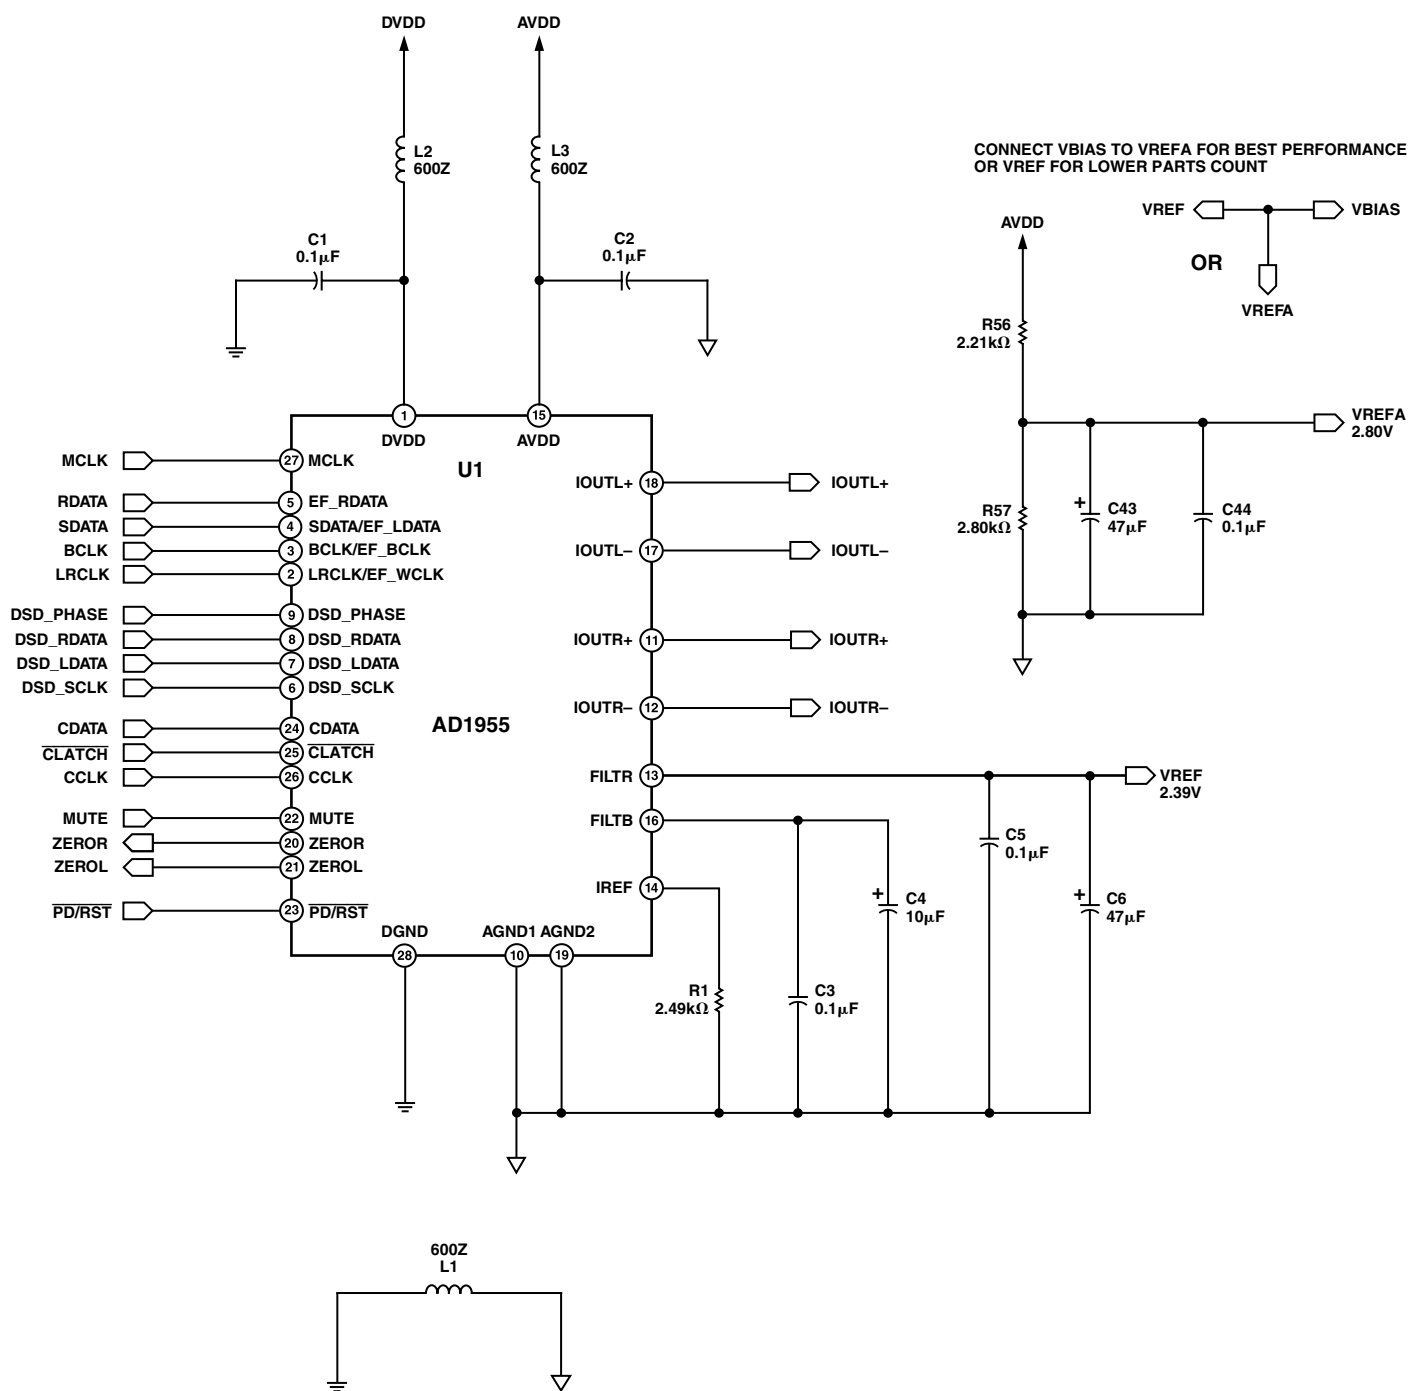 DVDD
AVDD
L2
600Z
L3
600Z
CONNECT VBIAS TO VREFA FOR BEST PERFORMANCE
OR VREF FOR LOWER PARTS COUNT
VREF
VBIAS
OR
VREFA
C1
0.1μF
C2
0.1μF
AVDD
R56
2.21kΩ
VREFA
2.80V
R57
2.80kΩ
+
C43
47μF
C44
0.1μF
1
DVDD
15
AVDD
U1
AD1955
MCLK
27
MCLK
RDATA
5
EF_RDATA
SDATA
4
SDATA/EF_LDATA
BCLK
3
BCLK/EF_BCLK
LRCLK
2
LRCLK/EF_WCLK
DSD_PHASE
9
DSD_PHASE
DSD_RDATA
8
DSD_RDATA
DSD_LDATA
7
DSD_LDATA
DSD_SCLK
6
DSD_SCLK
CDATA
24
CDATA
CLATCH
25
CLATCH
CCLK
26
CCLK
MUTE
22
MUTE
ZEROR
20
ZEROR
ZEROL
21
ZEROL
PD/RST
23
PD/RST
IOUTL+
18
IOUTL+
IOUTL–
17
IOUTL–
IOUTR+
11
IOUTR+
IOUTR–
12
IOUTR–
FILTR
13
VREF
2.39V
FILTB
16
IREF
14
DGND
28
AGND1
10
AGND2
19
R1
2.49kΩ
C3
0.1μF
+
C4
10μF
C5
0.1μF
+
C6
47μF
600Z
L1